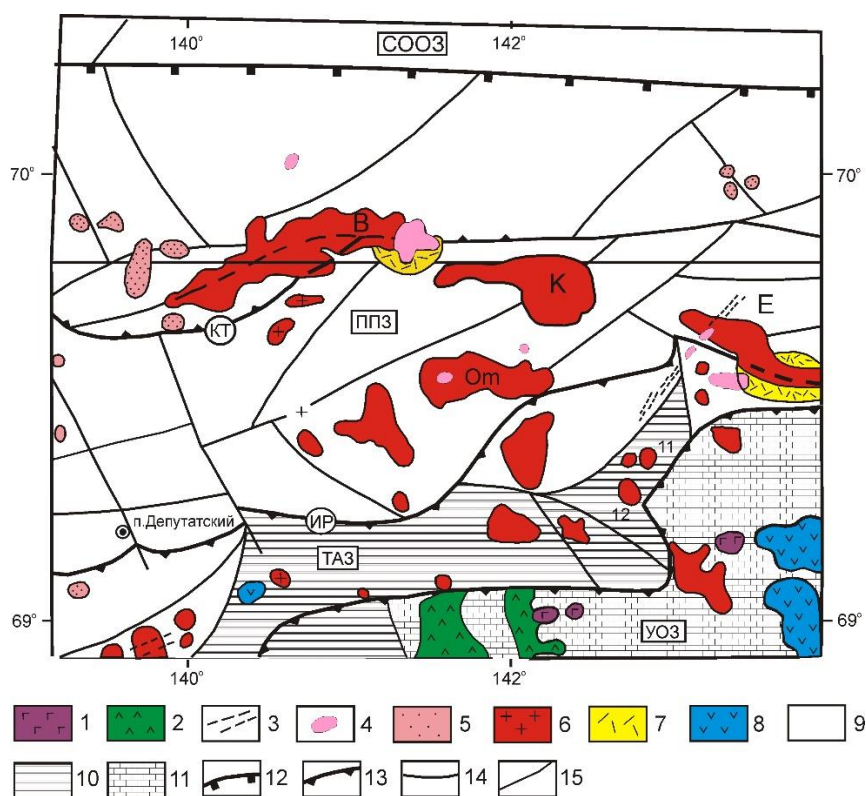 140° 142°
СООЗ
70° 70°
В
К
Е
КТ
ППЗ
Om
11
12
п.Депутатский
ИР
ТАЗ
69° 69°
УОЗ
140° 142°
1 2 3 4 5 6 7 8 9
10 11 12 13 14 15